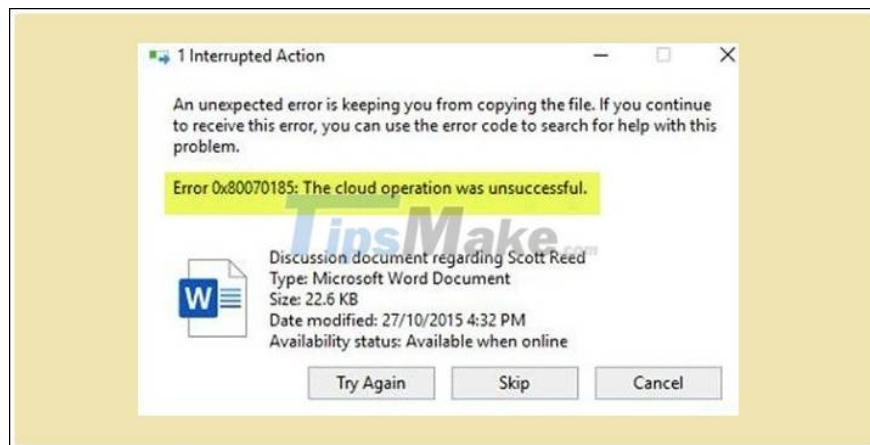 1 Interrupted Action
An unexpected error is keeping you from copying the file. If you continue
to receive this error, you can use the error code to search for help with this
problem.
Error 0x80070185: The cloud operation was unsuccessful.
TipsMake.com
Discussion document regarding Scott Reed
W
Type: Microsoft Word Document
Size: 22.6 KB
Date modified: 27/10/2015 4:32 PM
Availability status: Available when online
Try Again
Skip
Cancel